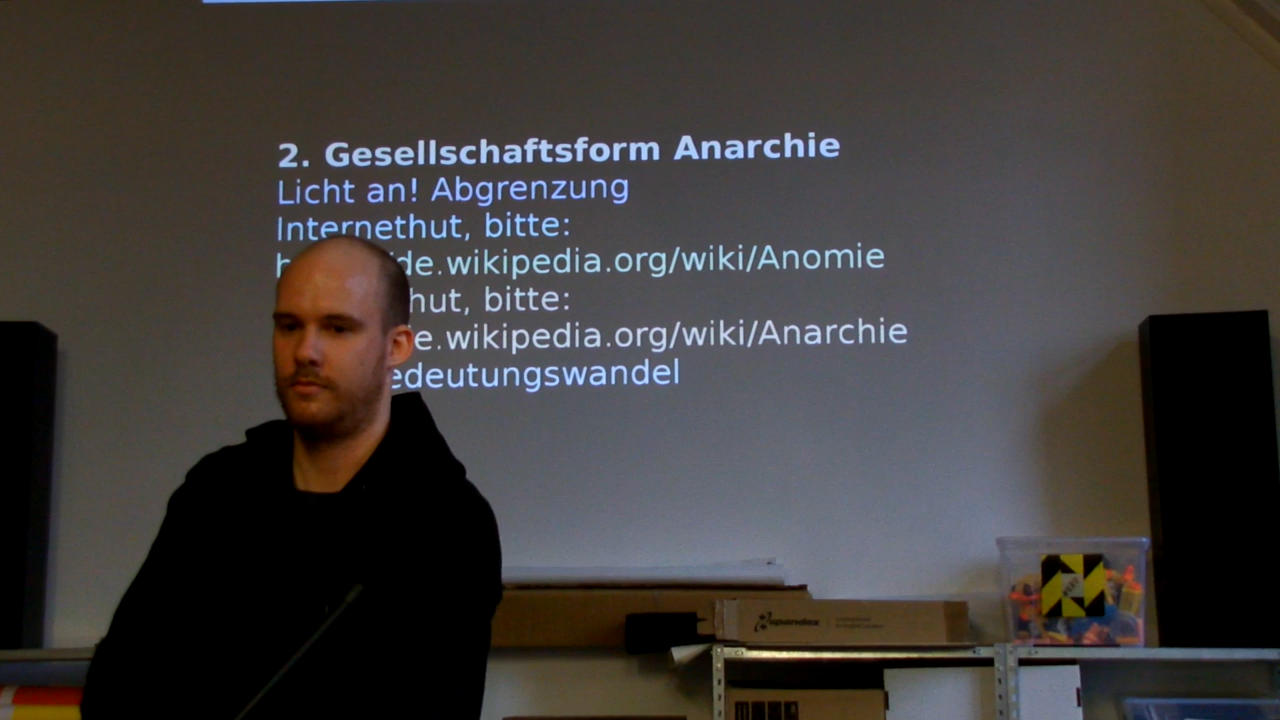 2. Gesellschaftsform Anarchie
Licht an! Abgrenzung
Internethut, bitte:
de.wikipedia.org/wiki/Anomie
hut, bitte:
e.wikipedia.org/wiki/Anarchie
edeutungswandel
spandex